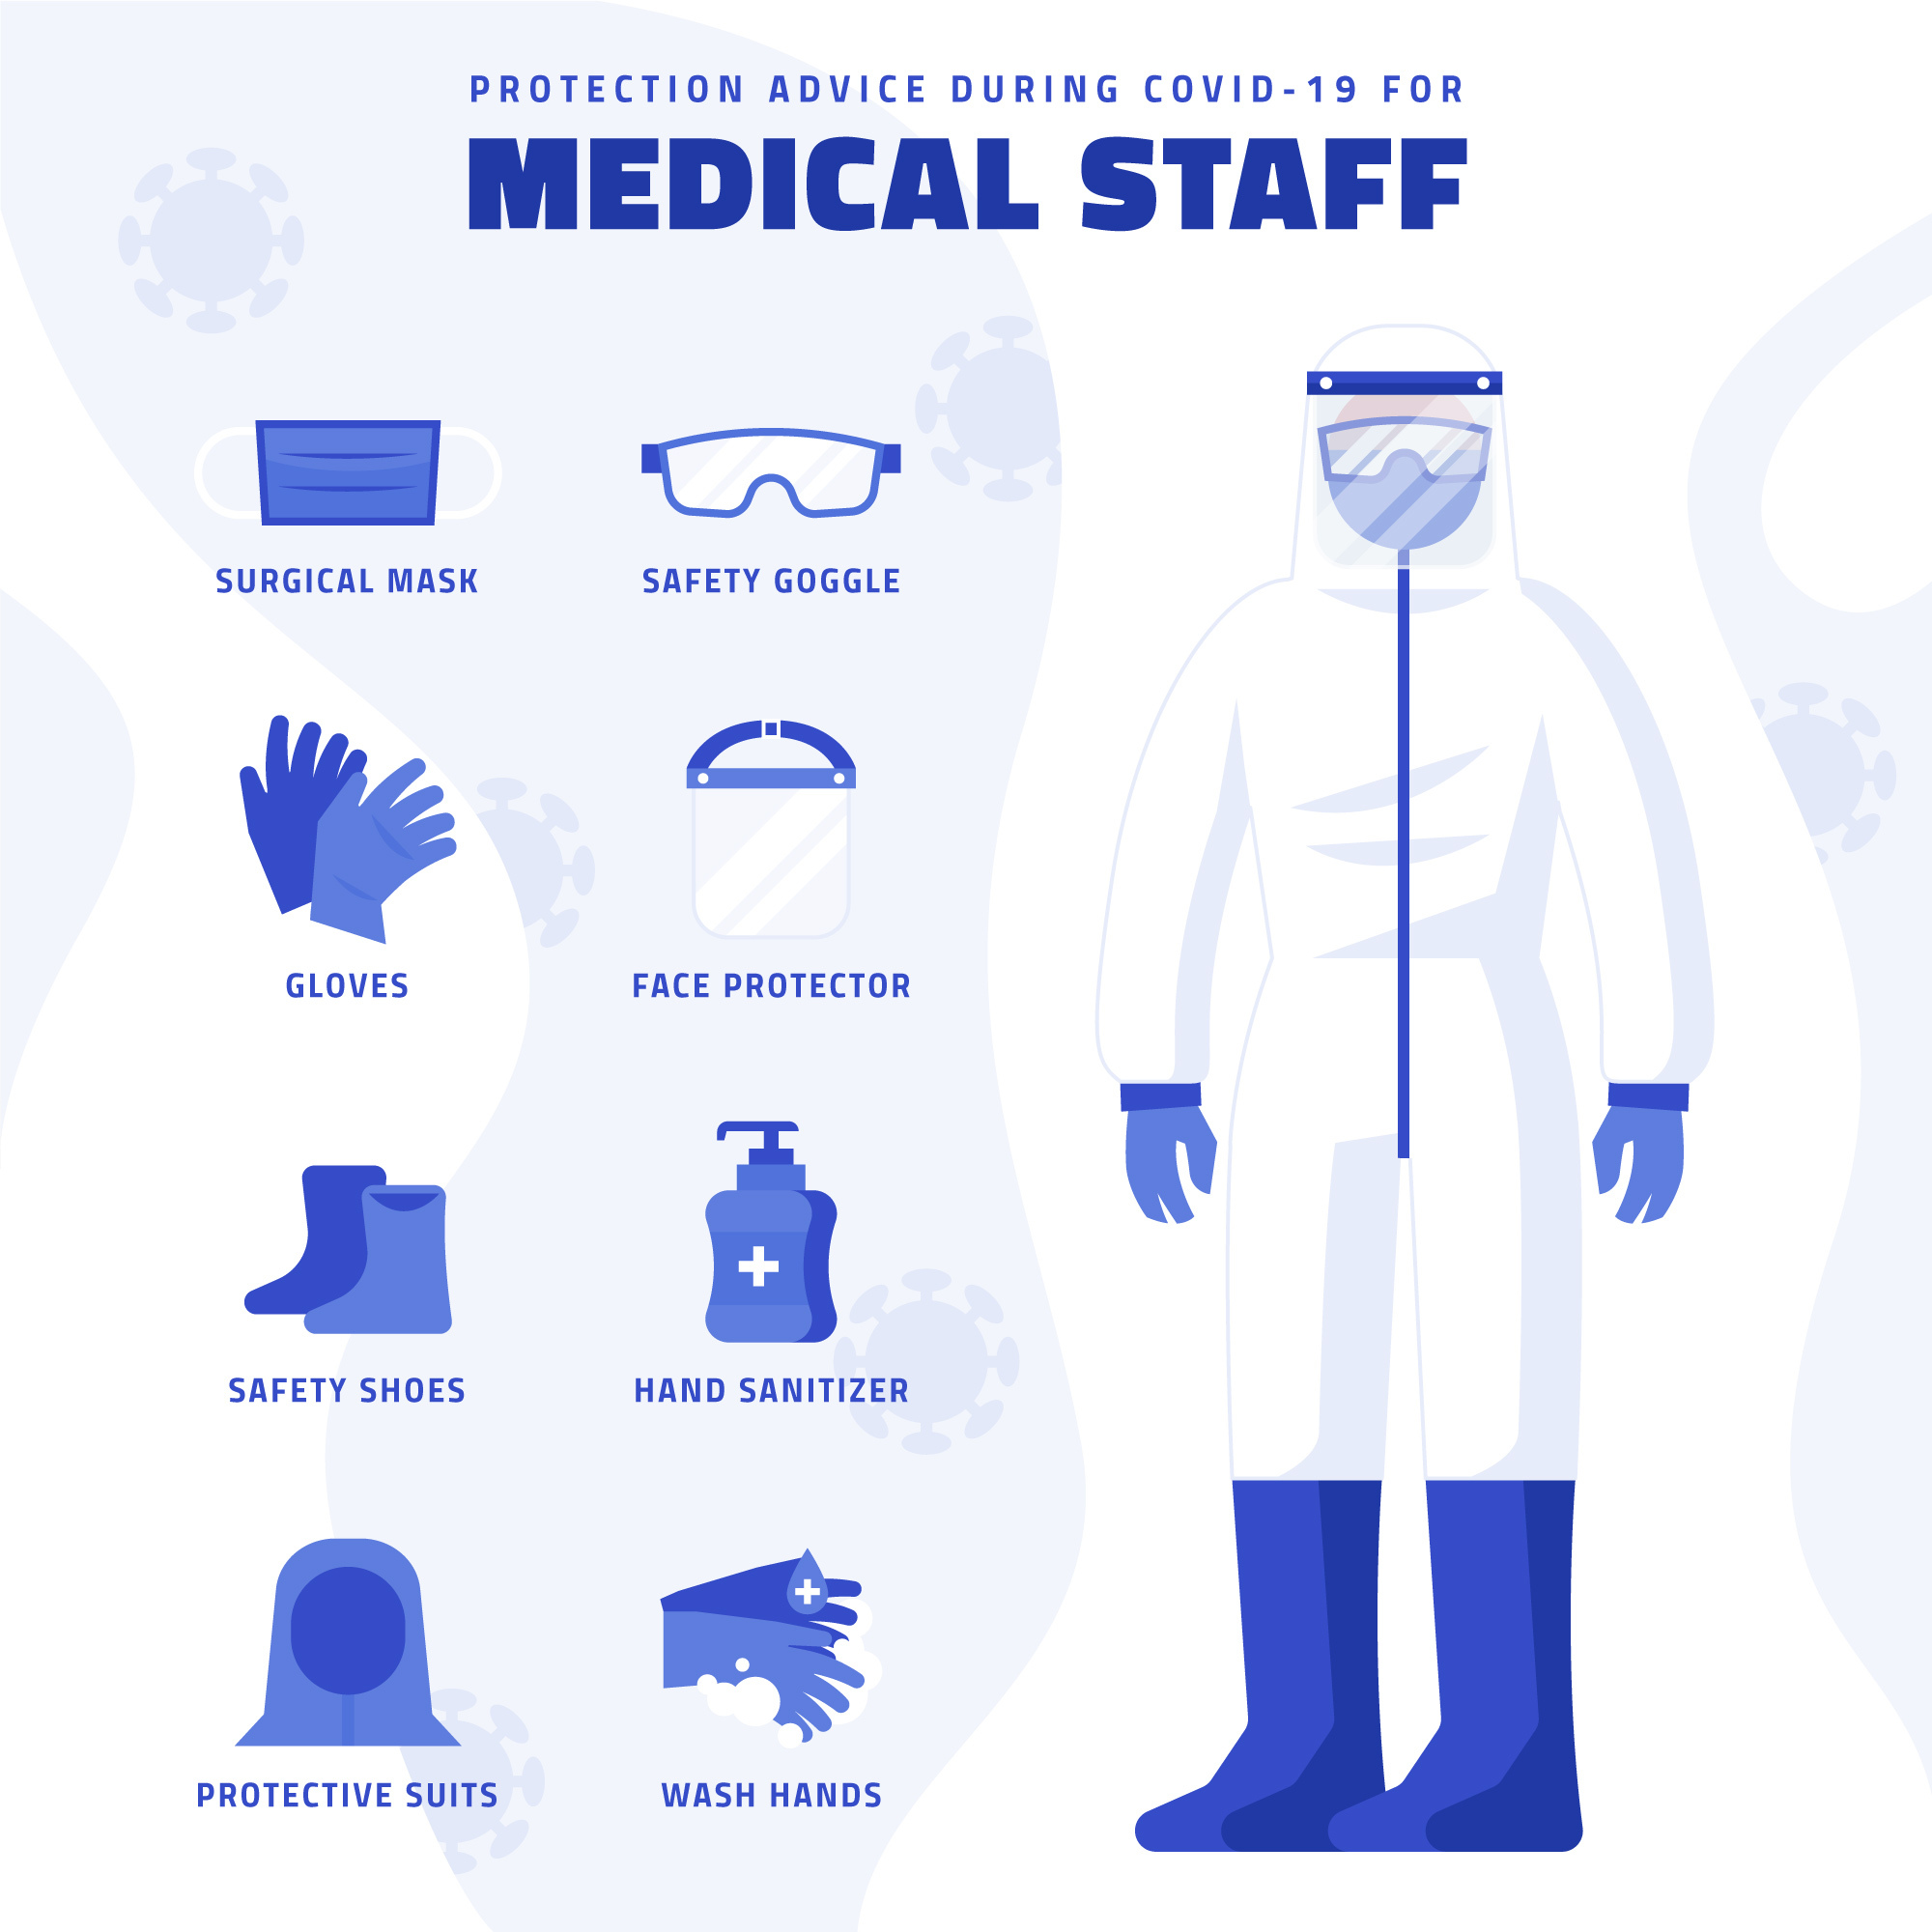 PROTECTION ADVICE DURING COVID-19 FOR
MEDICAL STAFF
SURGICAL MASK
SAFETY GOGGLE
GLOVES
FACE PROTECTOR
SAFETY SHOES
HAND SANITIZER
PROTECTIVE SUITS
WASH HANDS